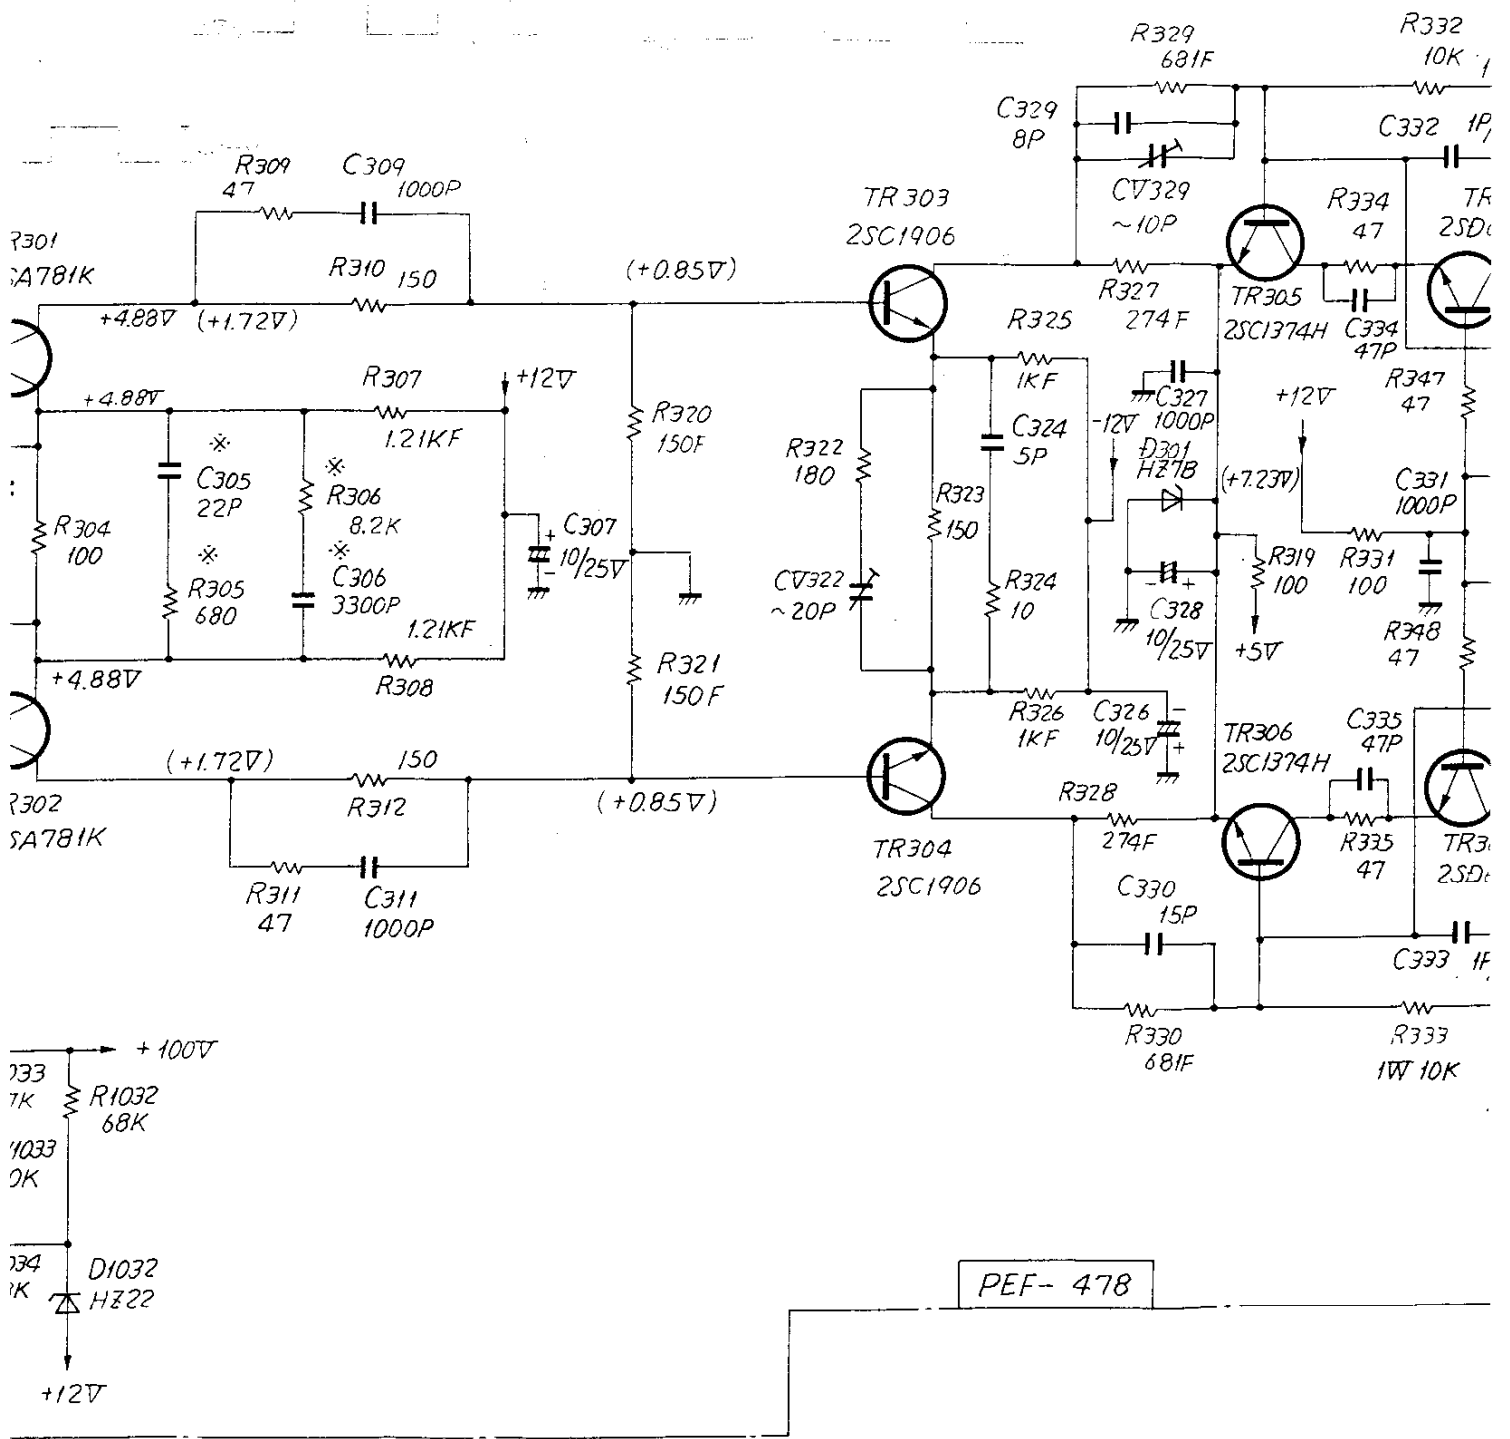 R329
681F
R332
10K
C329
8P
C332
1P
CV329
~10P
R309
47
C309
1000P
TR303
2SC1906
R334
47
R301
SA781K
R310
150
(+0.85V)
+4.88V
(+1.72V)
R327
274F
TR305
2SC1374H
C334
47P
R325
1KF
R307
1.21KF
+12V
+4.88V
C327
1000P
R347
47
+12V
R320
150F
C324
5P
-12V
D301
HZ7B
(+7.23V)
C331
1000P
※
C305
22P
※
R306
8.2K
R322
180
R323
150
R304
100
C307
10/25V
+
-
※
R305
680
※
C306
3300P
CV322
~20P
R324
10
R319
100
R331
100
- +
C328
10/25V
+5V
R348
47
1.21KF
R308
+4.88V
R321
150F
R326
1KF
C326
10/25V
-
+
TR306
2SC1374H
C335
47P
(+1.72V)
150
R312
(+0.85V)
R328
274F
R302
SA781K
R335
47
TR304
2SC1906
R311
47
C311
1000P
C330
15P
C333
R330
681F
R333
1W 10K
+100V
R1032
68K
D1032
HZ22
+12V
PEF-478